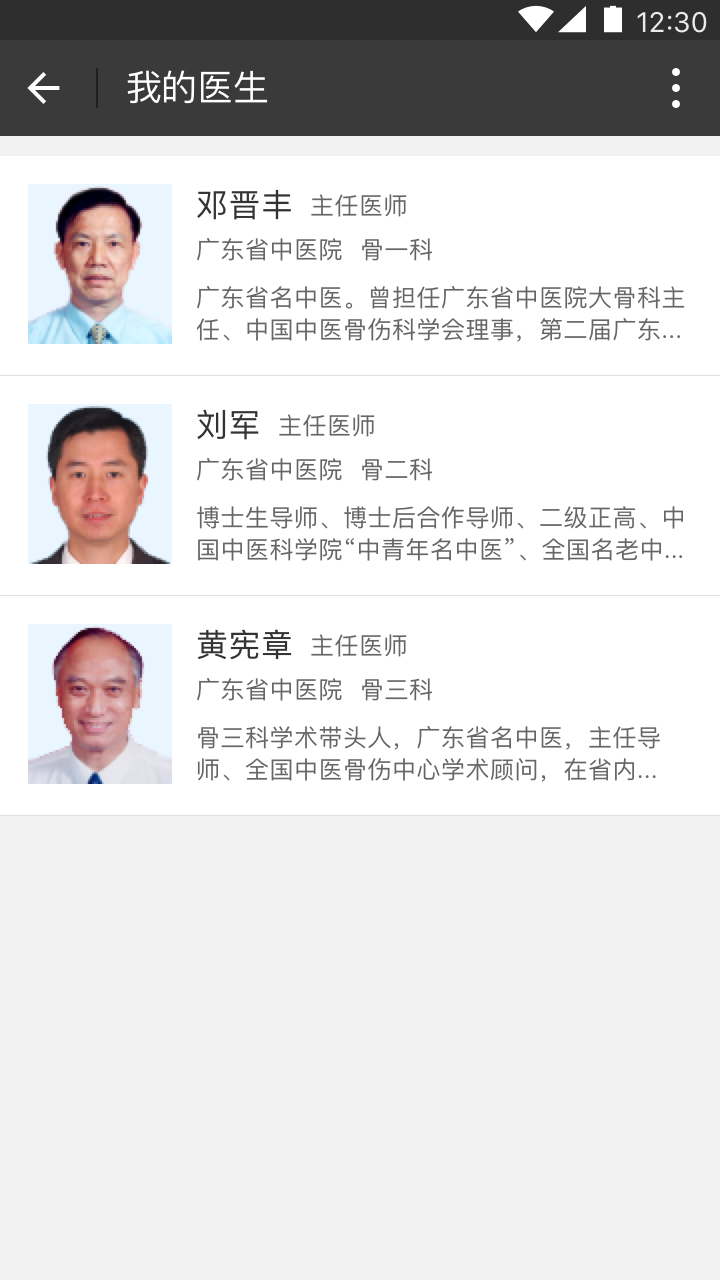 12:30
我的医生
邓晋丰 主任医师
广东省中医院 骨一科
广东省名中医。曾担任广东省中医院大骨科主
任、中国中医骨伤科学会理事，第二届广东...
刘军 主任医师
广东省中医院 骨二科
博士生导师、博士后合作导师、二级正高、中
国中医科学院“中青年名中医”、全国名老中...
黄宪章 主任医师
广东省中医院 骨三科
骨三科学术带头人，广东省名中医，主任导
师、全国中医骨伤中心学术顾问，在省内...